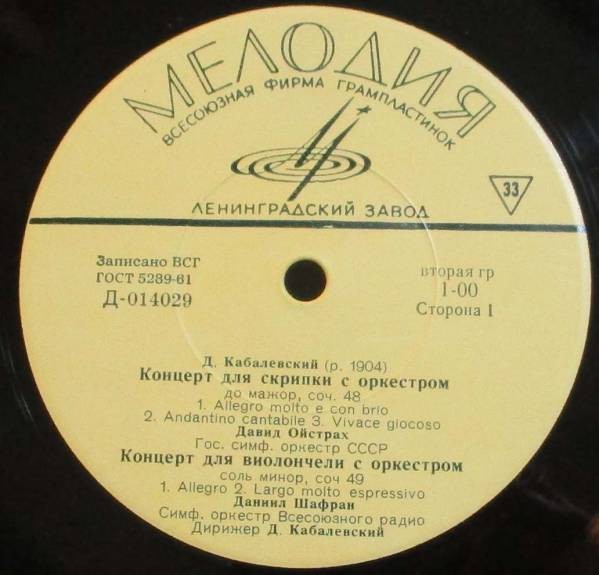 МЕЛОДИЯ
ВСЕСОЮЗНАЯ ФИРМА ГРАМПЛАСТИНОК
33
ЛЕНИНГРАДСКИЙ ЗАВОД
Записано ВСГ
ГОСТ 5289-61
Д-014029
вторая гр
1-00
Сторона 1
Д. Кабалевский (р. 1904)
Концерт для скрипки с оркестром
до мажор, соч. 48
1. Allegro molto e con brio
2. Andantino cantabile 3. Vivace giocoso
Давид Ойстрах
Гос. симф. оркестр СССР
Концерт для виолончели с оркестром
соль минор, соч 49
1. Allegro 2. Largo molto espressivo
Даниил Шафран
Симф. оркестр Всесоюзного радио
Дирижер Д. Кабалевский